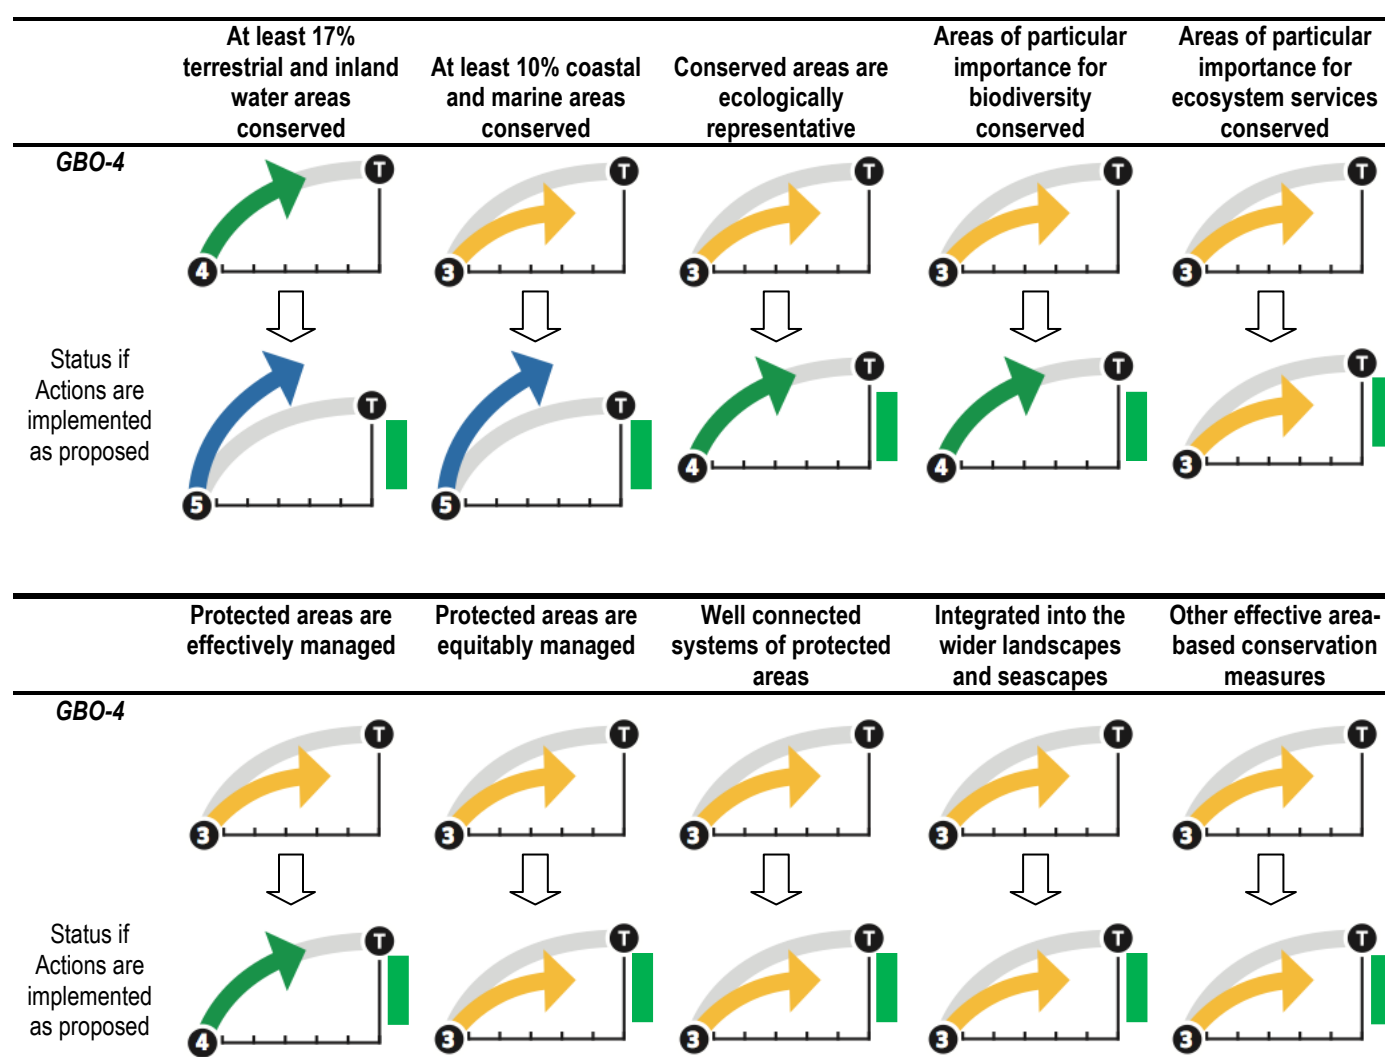 At least 17%
terrestrial and inland
water areas
conserved
At least 10% coastal
and marine areas
conserved
Conserved areas are
ecologically
representative
Areas of particular
importance for
biodiversity
conserved
Areas of particular
importance for
ecosystem services
conserved
GBO-4
T
4
T
3
T
3
T
3
T
3
Status if
Actions are
implemented
as proposed
T
5
T
5
T
4
T
4
T
3
Protected areas are
effectively managed
Protected areas are
equitably managed
Well connected
systems of protected
areas
Integrated into the
wider landscapes
and seascapes
Other effective area-
based conservation
measures
GBO-4
T
3
T
3
T
3
T
3
T
3
Status if
Actions are
implemented
as proposed
T
4
T
3
T
3
T
3
T
3